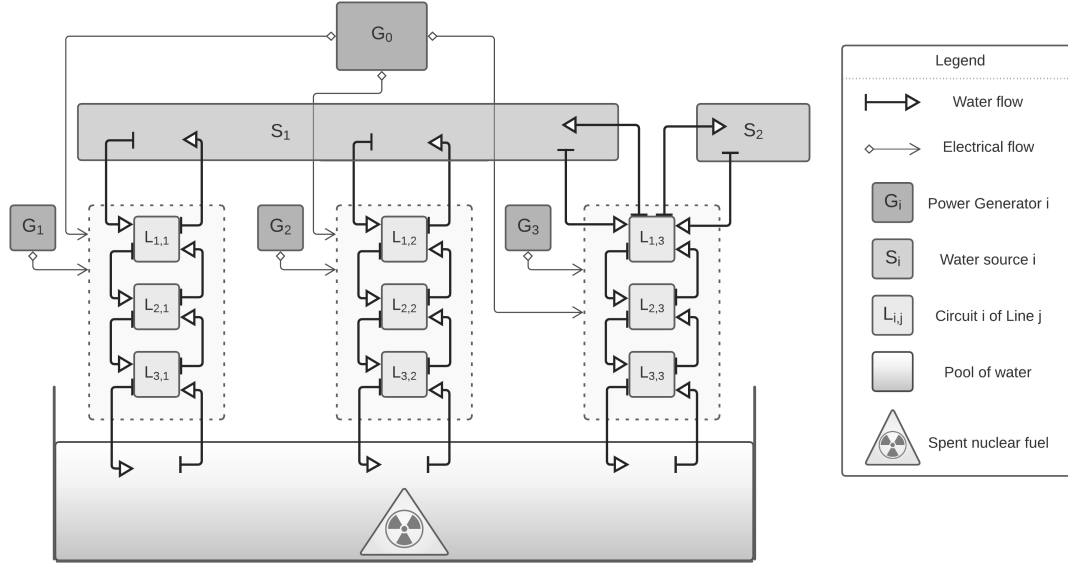 G₀
S₁
S₂
G₁
G₂
G₃
L₁,₁
L₁,₂
L₁,₃
L₂,₁
L₂,₂
L₂,₃
L₃,₁
L₃,₂
L₃,₃
Legend
Water flow
Electrical flow
Gᵢ Power Generator i
Sᵢ Water source i
Lᵢ,ⱼ Circuit i of Line j
Pool of water
Spent nuclear fuel